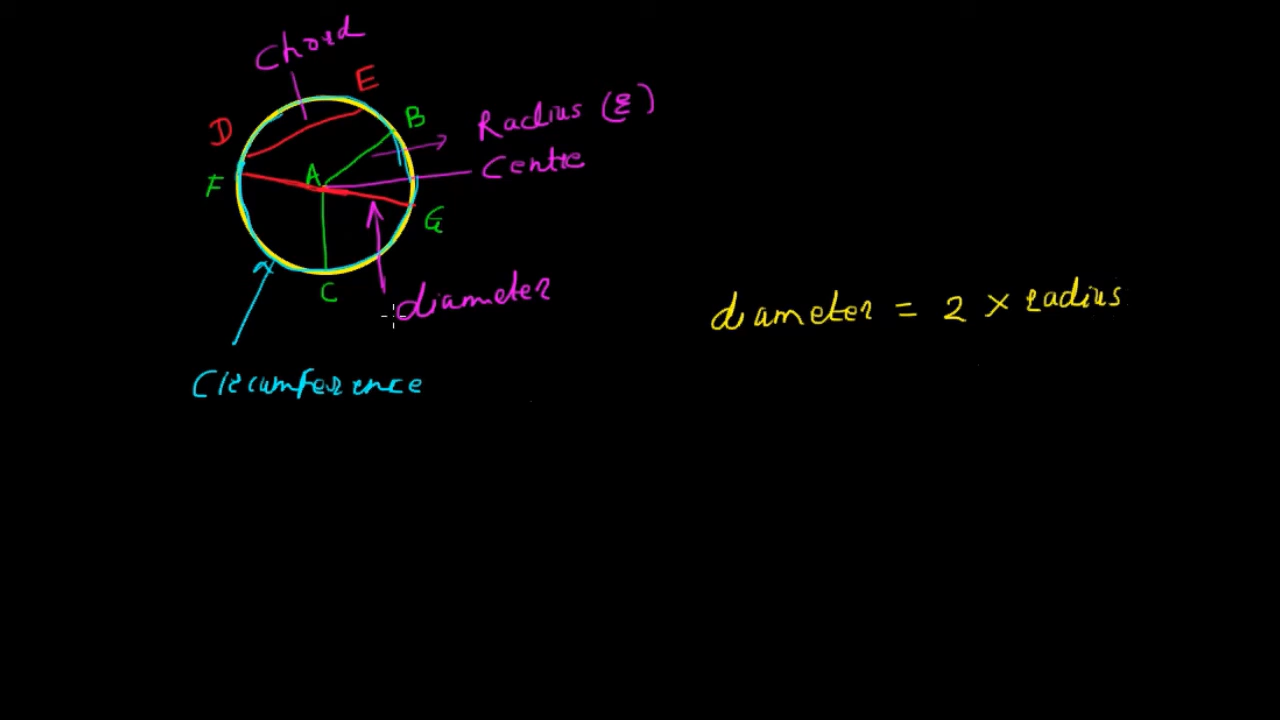 Chord
E
D
B
Radius (r)
Centre
A
F
G
C
diameter
diameter = 2 × radius
Circumference